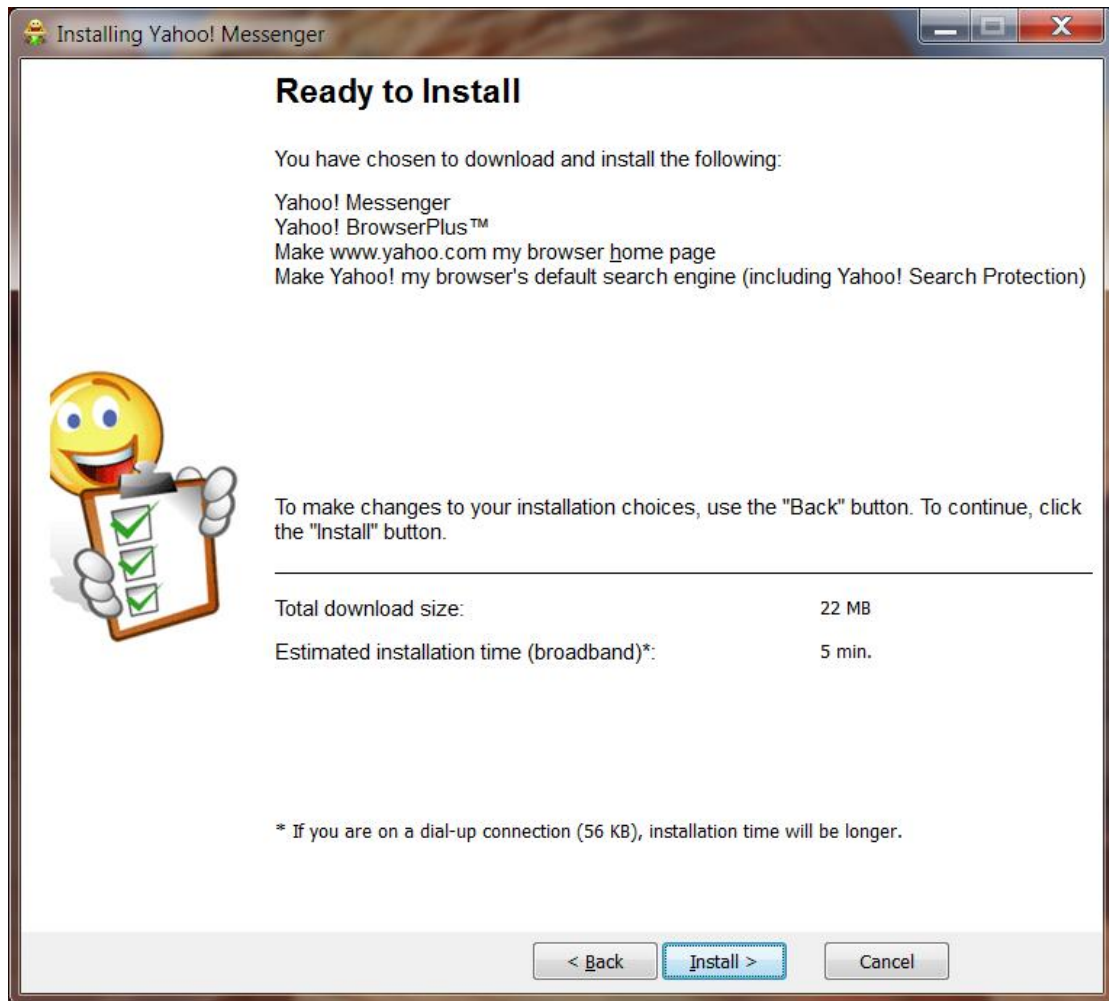 Installing Yahoo! Messenger
Ready to Install
You have chosen to download and install the following:
Yahoo! Messenger
Yahoo! BrowserPlus™
Make www.yahoo.com my browser home page
Make Yahoo! my browser's default search engine (including Yahoo! Search Protection)
To make changes to your installation choices, use the "Back" button. To continue, click
the "Install" button.
Total download size: 22 MB
Estimated installation time (broadband)*: 5 min.
* If you are on a dial-up connection (56 KB), installation time will be longer.
< Back Install > Cancel